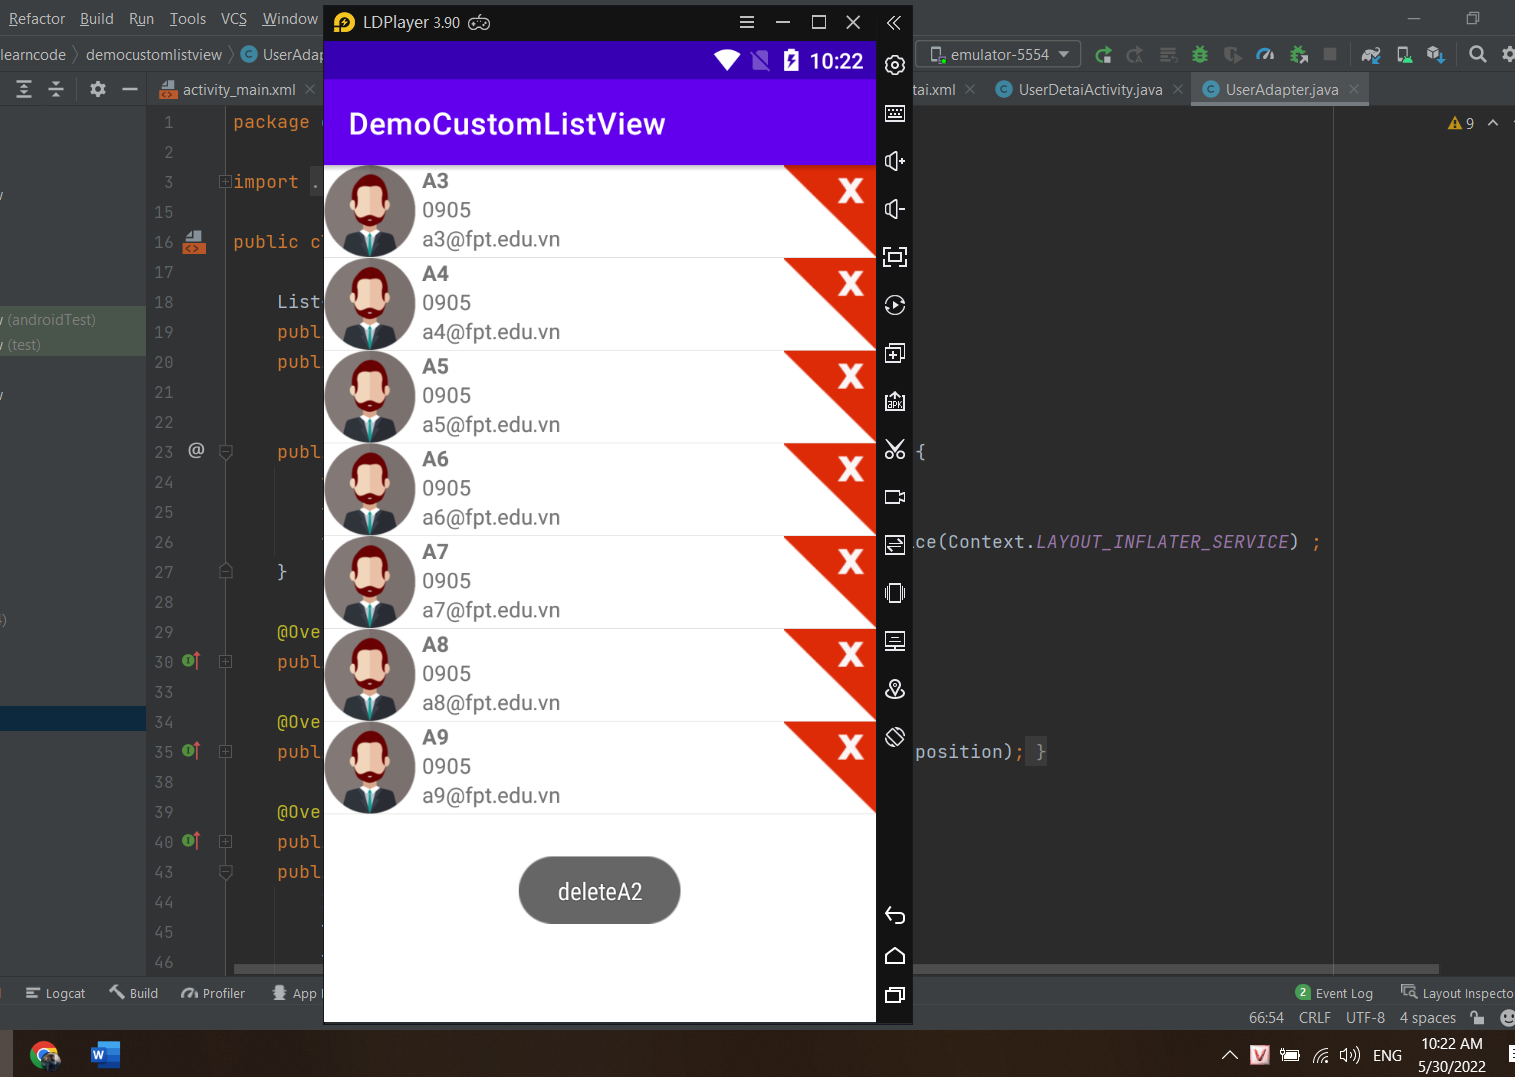 Refactor Build Run Tools VCS Window
LDPlayer 3.90
learncode democustomlistview UserAdap
emulator-5554
activity_main.xml
tai.xml UserDetaiActivity.java UserAdapter.java
9
10:22
DemoCustomListView
A3
0905
a3@fpt.edu.vn
X
A4
0905
a4@fpt.edu.vn
X
A5
0905
a5@fpt.edu.vn
X
A6
0905
a6@fpt.edu.vn
X
A7
0905
a7@fpt.edu.vn
X
A8
0905
a8@fpt.edu.vn
X
A9
0905
a9@fpt.edu.vn
X
deleteA2
APK
(androidTest)
(test)
1 package
2
3 import .
15
16 public cl
17
18 List
19 publ
20 publ
21
22
23 @ publ {
24
25
26 ce(Context.LAYOUT_INFLATER_SERVICE) ;
27 }
28
29 @Ove
30 publ
33
34 @Ove
35 publ position); }
38
39 @Ove
40 publ
43 publ
44
45
46
Logcat Build Profiler App I
2 Event Log Layout Inspecto
66:54 CRLF UTF-8 4 spaces
W
V ENG 10:22 AM
5/30/2022